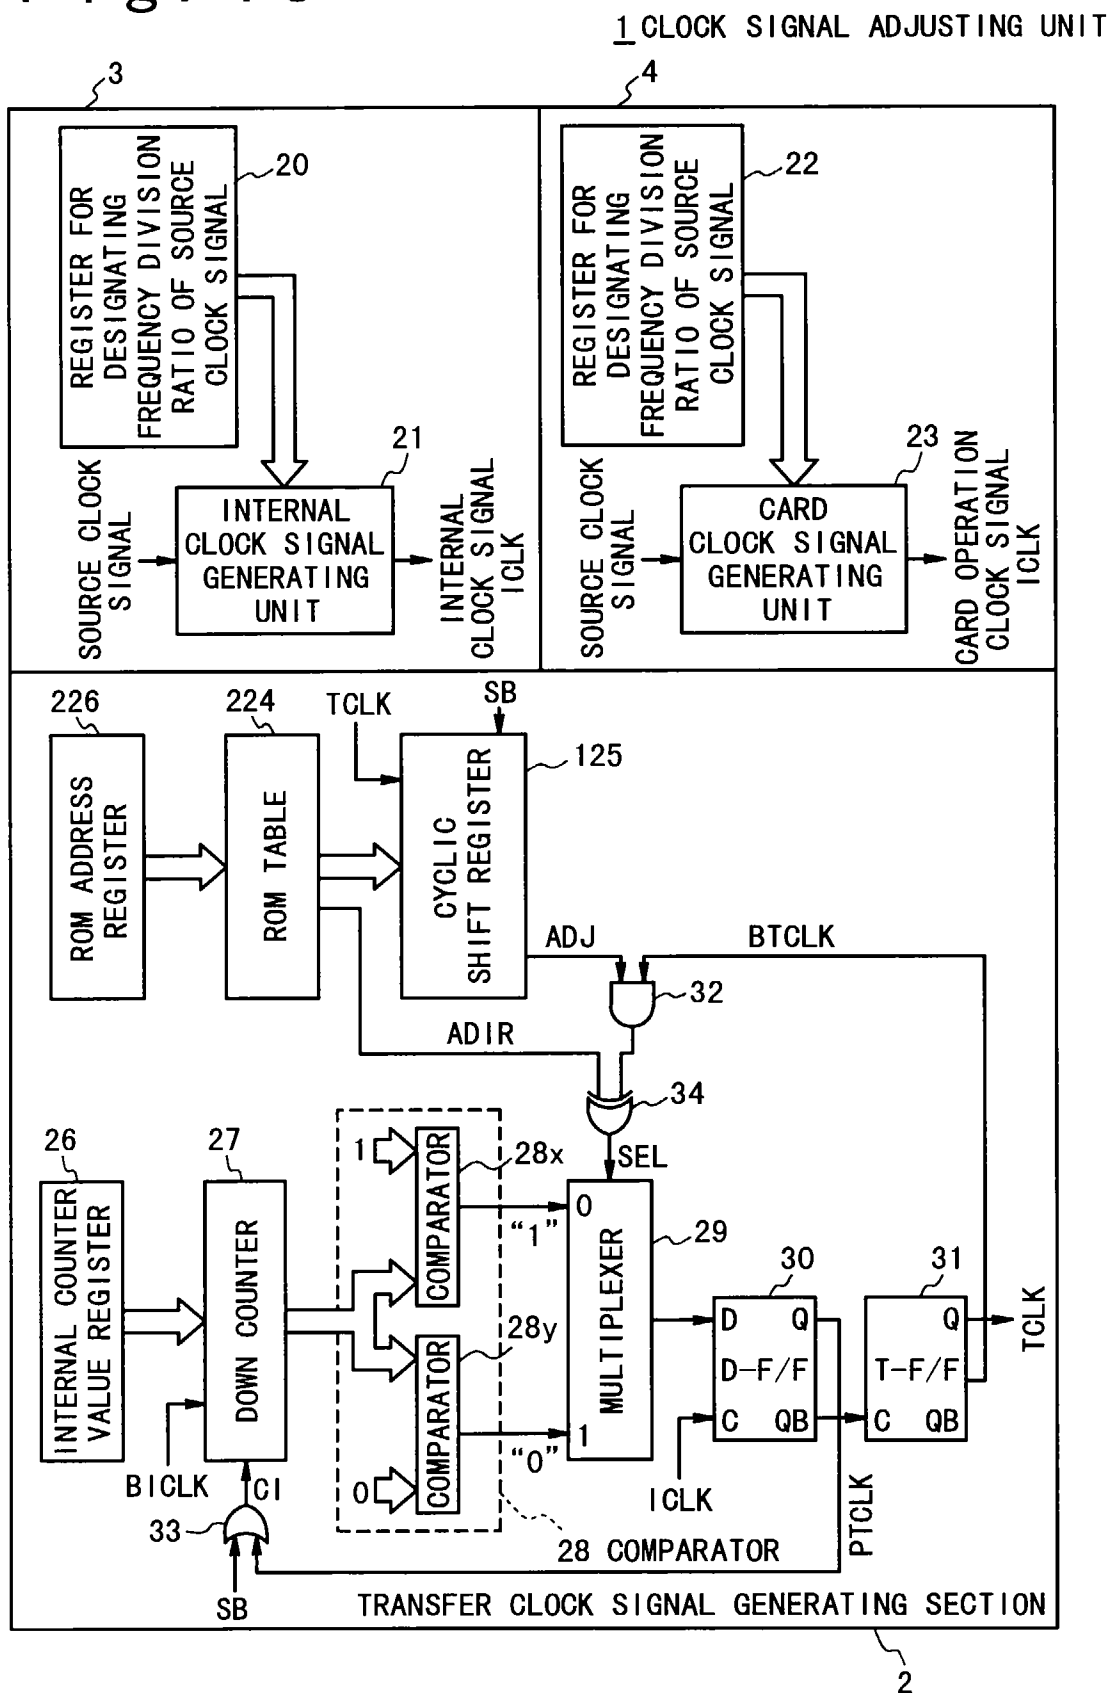 1 CLOCK SIGNAL ADJUSTING UNIT
3
4
REGISTER FOR
DESIGNATING
FREQUENCY DIVISION
RATIO OF SOURCE
CLOCK SIGNAL
20
REGISTER FOR
DESIGNATING
FREQUENCY DIVISION
RATIO OF SOURCE
CLOCK SIGNAL
22
SOURCE CLOCK
SIGNAL
21
INTERNAL
CLOCK SIGNAL
GENERATING
UNIT
INTERNAL
CLOCK SIGNAL
ICLK
SOURCE CLOCK
SIGNAL
23
CARD
CLOCK SIGNAL
GENERATING
UNIT
CARD OPERATION
CLOCK SIGNAL
ICLK
226
ROM ADDRESS
REGISTER
224
ROM TABLE
TCLK
SB
125
CYCLIC
SHIFT REGISTER
ADJ
BTCLK
32
ADIR
34
SEL
26
INTERNAL COUNTER
VALUE REGISTER
27
DOWN COUNTER
BICLK
CI
33
SB
1
COMPARATOR
28x
"1"
28y
COMPARATOR
0
"0"
28 COMPARATOR
0
MULTIPLEXER
1
29
ICLK
30
D Q
D-F/F
C QB
31
Q
T-F/F
C QB
TCLK
PTCLK
TRANSFER CLOCK SIGNAL GENERATING SECTION
2